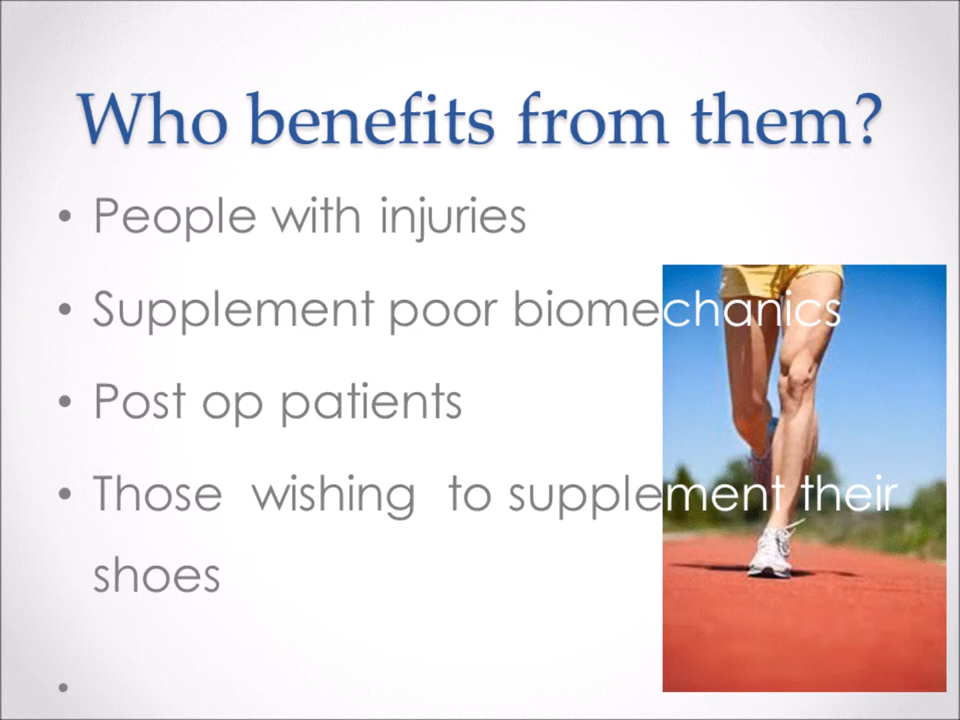 Who benefits from them?
• People with injuries
• Supplement poor biomechanics
• Post op patients
• Those wishing to supplement their
shoes
•